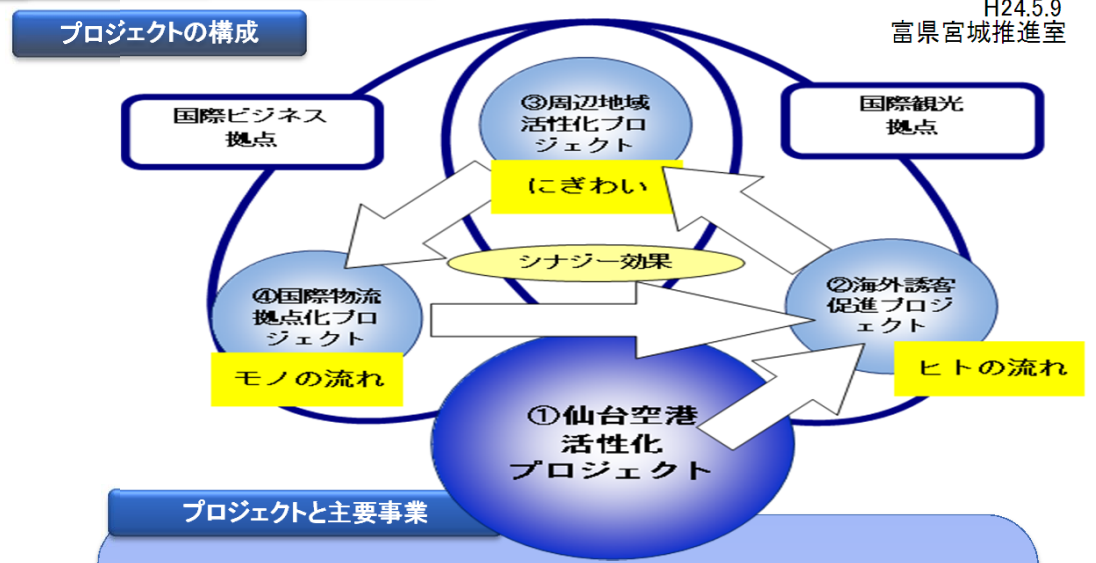 H24.5.9
富県宮城推進室
プロジェクトの構成
国際ビジネス
拠点
③周辺地域
活性化プロ
ジェクト
にぎわい
国際観光
拠点
シナジー効果
④国際物流
拠点化プロ
ジェクト
モノの流れ
②海外誘客
促進プロジ
ェクト
ヒトの流れ
①仙台空港
活性化
プロジェクト
プロジェクトと主要事業